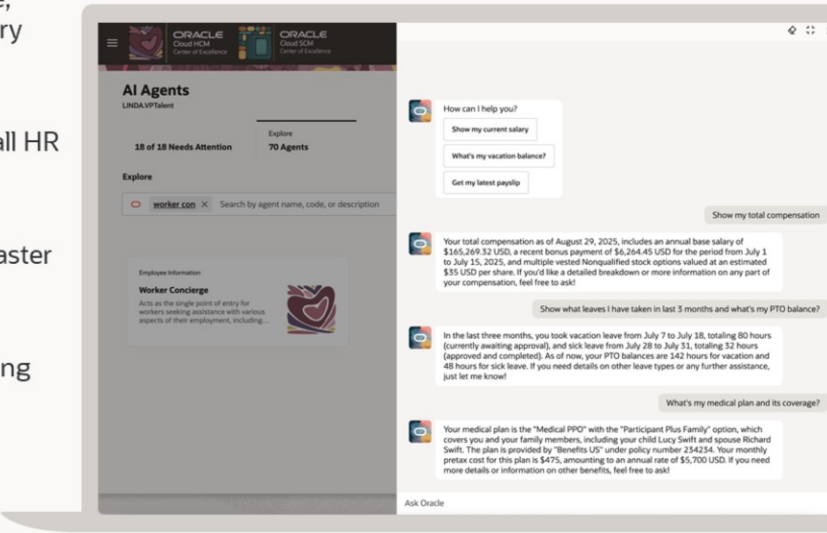 ry
all HR
aster
ng
ORACLE
Cloud HCM
Center of Excellence
ORACLE
Cloud SCM
Center of Excellence
AI Agents
LINDA.VPTalent
18 of 18 Needs Attention
Explore
70 Agents
Explore
worker con × Search by agent name, code, or description
Employee Information
Worker Concierge
Acts as the single point of entry for
workers seeking assistance with various
aspects of their employment, including...
How can I help you?
Show my current salary
What's my vacation balance?
Get my latest payslip
Show my total compensation
Your total compensation as of August 29, 2025, includes an annual base salary of
$165,269.32 USD, a recent bonus payment of $6,264.45 USD for the period from July 1
to July 15, 2025, and multiple vested Nonqualified stock options valued at an estimated
$35 USD per share. If you'd like a detailed breakdown or more information on any part of
your compensation, feel free to ask!
Show what leaves I have taken in last 3 months and what's my PTO balance?
In the last three months, you took vacation leave from July 7 to July 18, totaling 80 hours
(currently awaiting approval), and sick leave from July 28 to July 31, totaling 32 hours
(approved and completed). As of now, your PTO balances are 142 hours for vacation and
48 hours for sick leave. If you need details on other leave types or any further assistance,
just let me know!
What's my medical plan and its coverage?
Your medical plan is the "Medical PPO" with the "Participant Plus Family" option, which
covers you and your family members, including your child Lucy Swift and spouse Richard
Swift. The plan is provided by "Benefits US" under policy number 234234. Your monthly
pretax cost for this plan is $475, amounting to an annual rate of $5,700 USD. If you need
more details or information on other benefits, feel free to ask!
Ask Oracle